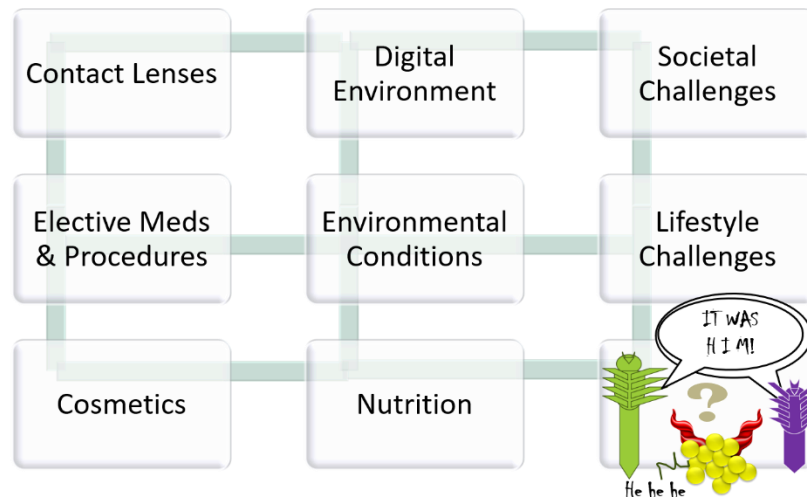 Contact Lenses
Digital
Environment
Societal
Challenges
Elective Meds
& Procedures
Environmental
Conditions
Lifestyle
Challenges
Cosmetics
Nutrition
IT WAS
H I M!
?
He he he